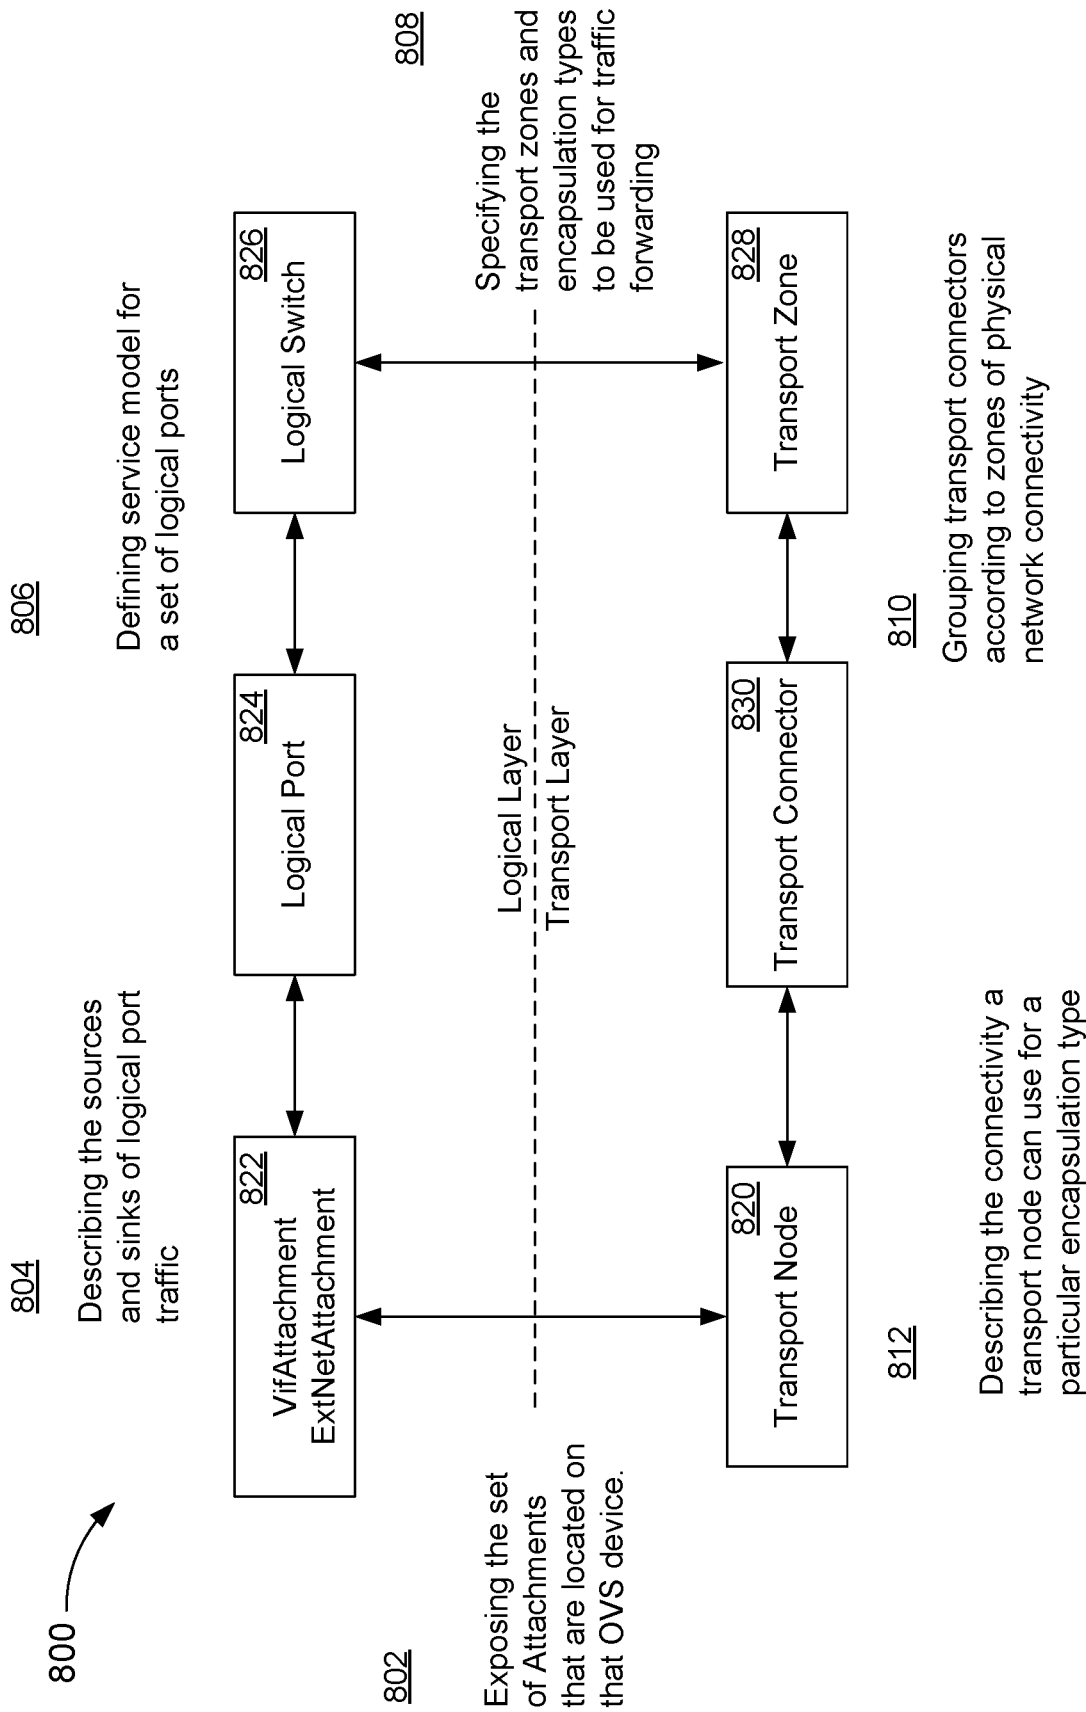 800
802
Exposing the set
of Attachments
that are located on
that OVS device.
804
Describing the sources
and sinks of logical port
traffic
806
Defining service model for
a set of logical ports
808
Specifying the
transport zones and
encapsulation types
to be used for traffic
forwarding
822
VifAttachment
ExtNetAttachment
824
Logical Port
826
Logical Switch
Logical Layer
Transport Layer
820
Transport Node
830
Transport Connector
828
Transport Zone
812
Describing the connectivity a
transport node can use for a
particular encapsulation type
810
Grouping transport connectors
according to zones of physical
network connectivity